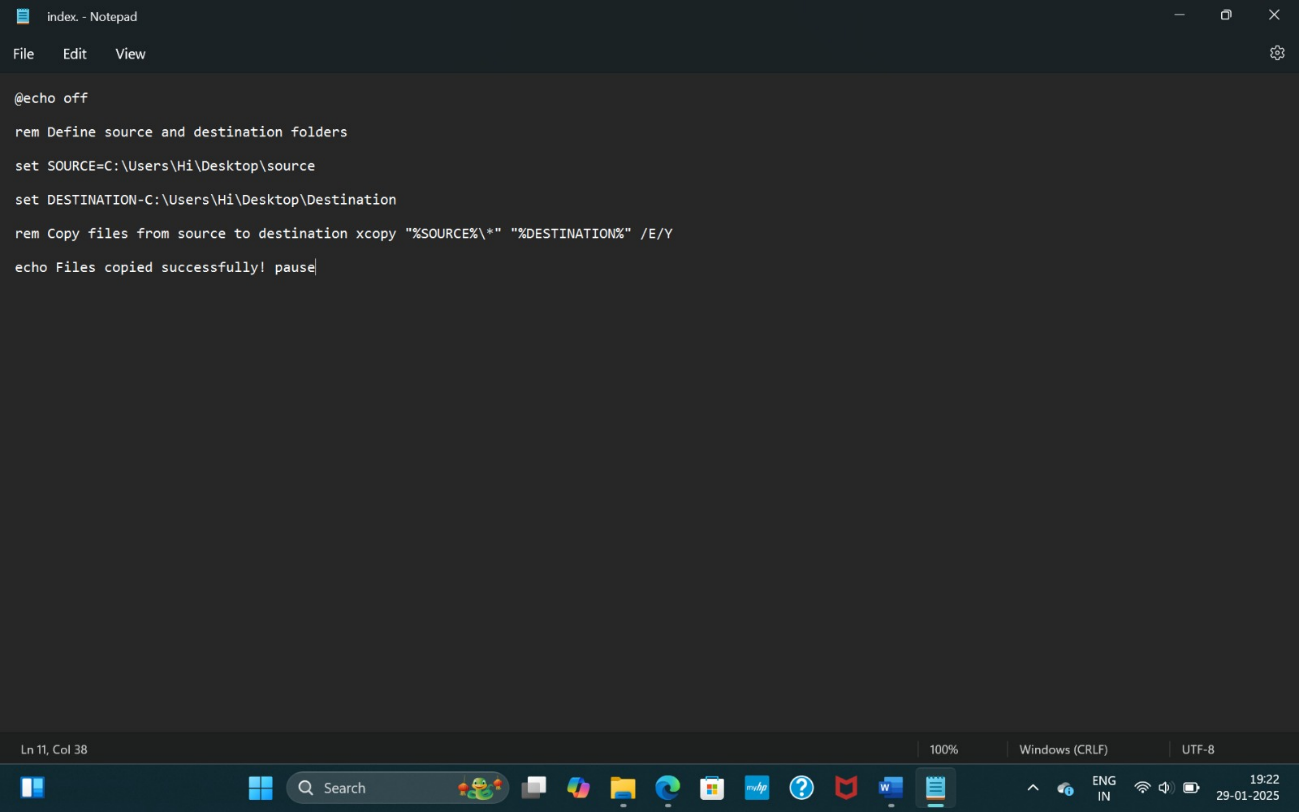 index. - Notepad
File Edit View
@echo off
rem Define source and destination folders
set SOURCE=C:\Users\Hi\Desktop\source
set DESTINATION-C:\Users\Hi\Desktop\Destination
rem Copy files from source to destination xcopy "%SOURCE%\*" "%DESTINATION%" /E/Y
echo Files copied successfully! pause
Ln 11, Col 38 100% Windows (CRLF) UTF-8
Search myhp W ENG IN 19:22 29-01-2025